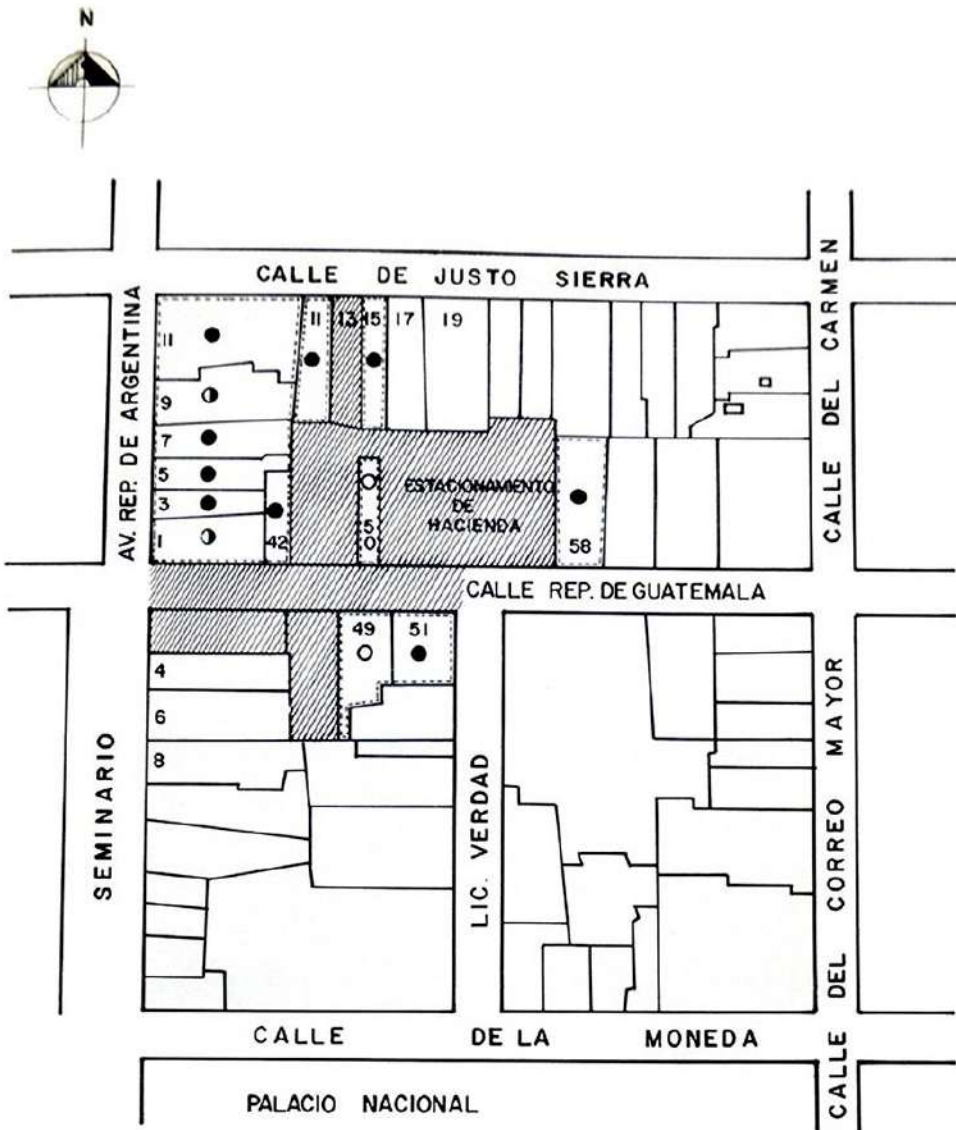 N
CALLE DE JUSTO SIERRA
AV. REP. DE ARGENTINA
CALLE DEL CARMEN
11
9
7
5
3
1
42
11
13
15
17
19
50
ESTACIONAMIENTO
DE
HACIENDA
58
CALLE REP. DE GUATEMALA
4
6
8
49
51
SEMINARIO
LIC. VERDAD
CALLE DEL CORREO MAYOR
CALLE DE LA MONEDA
PALACIO NACIONAL